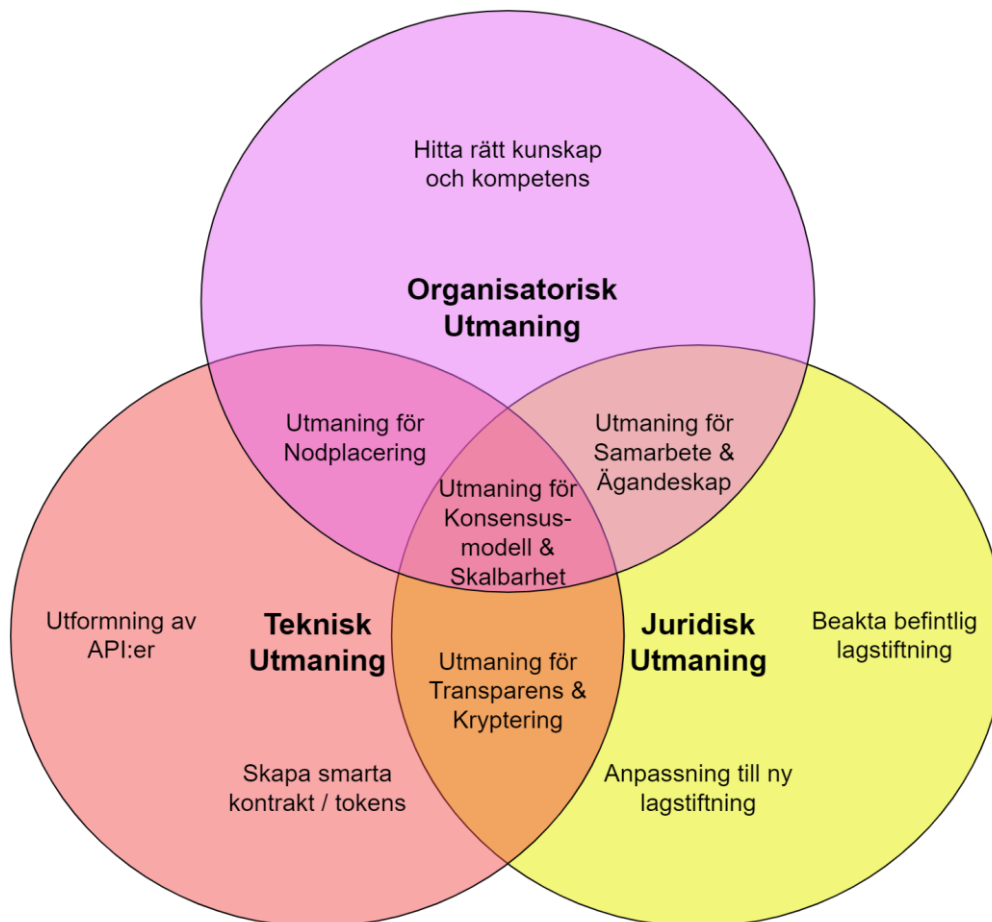 Hitta rätt kunskap
och kompetens
Organisatorisk
Utmaning
Utmaning för
Nodplacering
Utmaning för
Samarbete &
Ägandeskap
Utmaning för
Konsensus-
modell &
Skalbarhet
Utformning av
API:er
Teknisk
Utmaning
Juridisk
Utmaning
Beakta befintlig
lagstiftning
Utmaning för
Transparens &
Kryptering
Skapa smarta
kontrakt / tokens
Anpassning till ny
lagstiftning